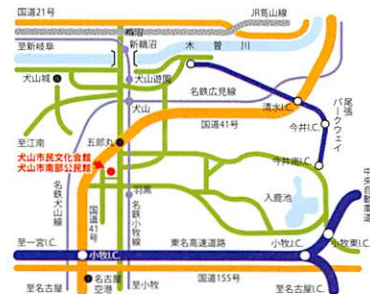 国道21号
JR高山線
鵜沼
新鵜沼
至新岐阜
木曽川
犬山城
犬山遊園
名鉄広見線
犬山
清水I.C.
尾張パークウェイ
国道41号
今井I.C.
五郎丸
至江南
犬山市民文化会館
犬山市南部公民館
今井南I.C.
羽黒
入鹿池
名鉄犬山線
国道41号
名鉄小牧線
中央自動車道
至一宮I.C.
東名高速道路
小牧I.C.
小牧東I.C.
小牧I.C.
国道155号
名古屋空港
至名古屋
至小牧
至名古屋
至名古屋I.C.